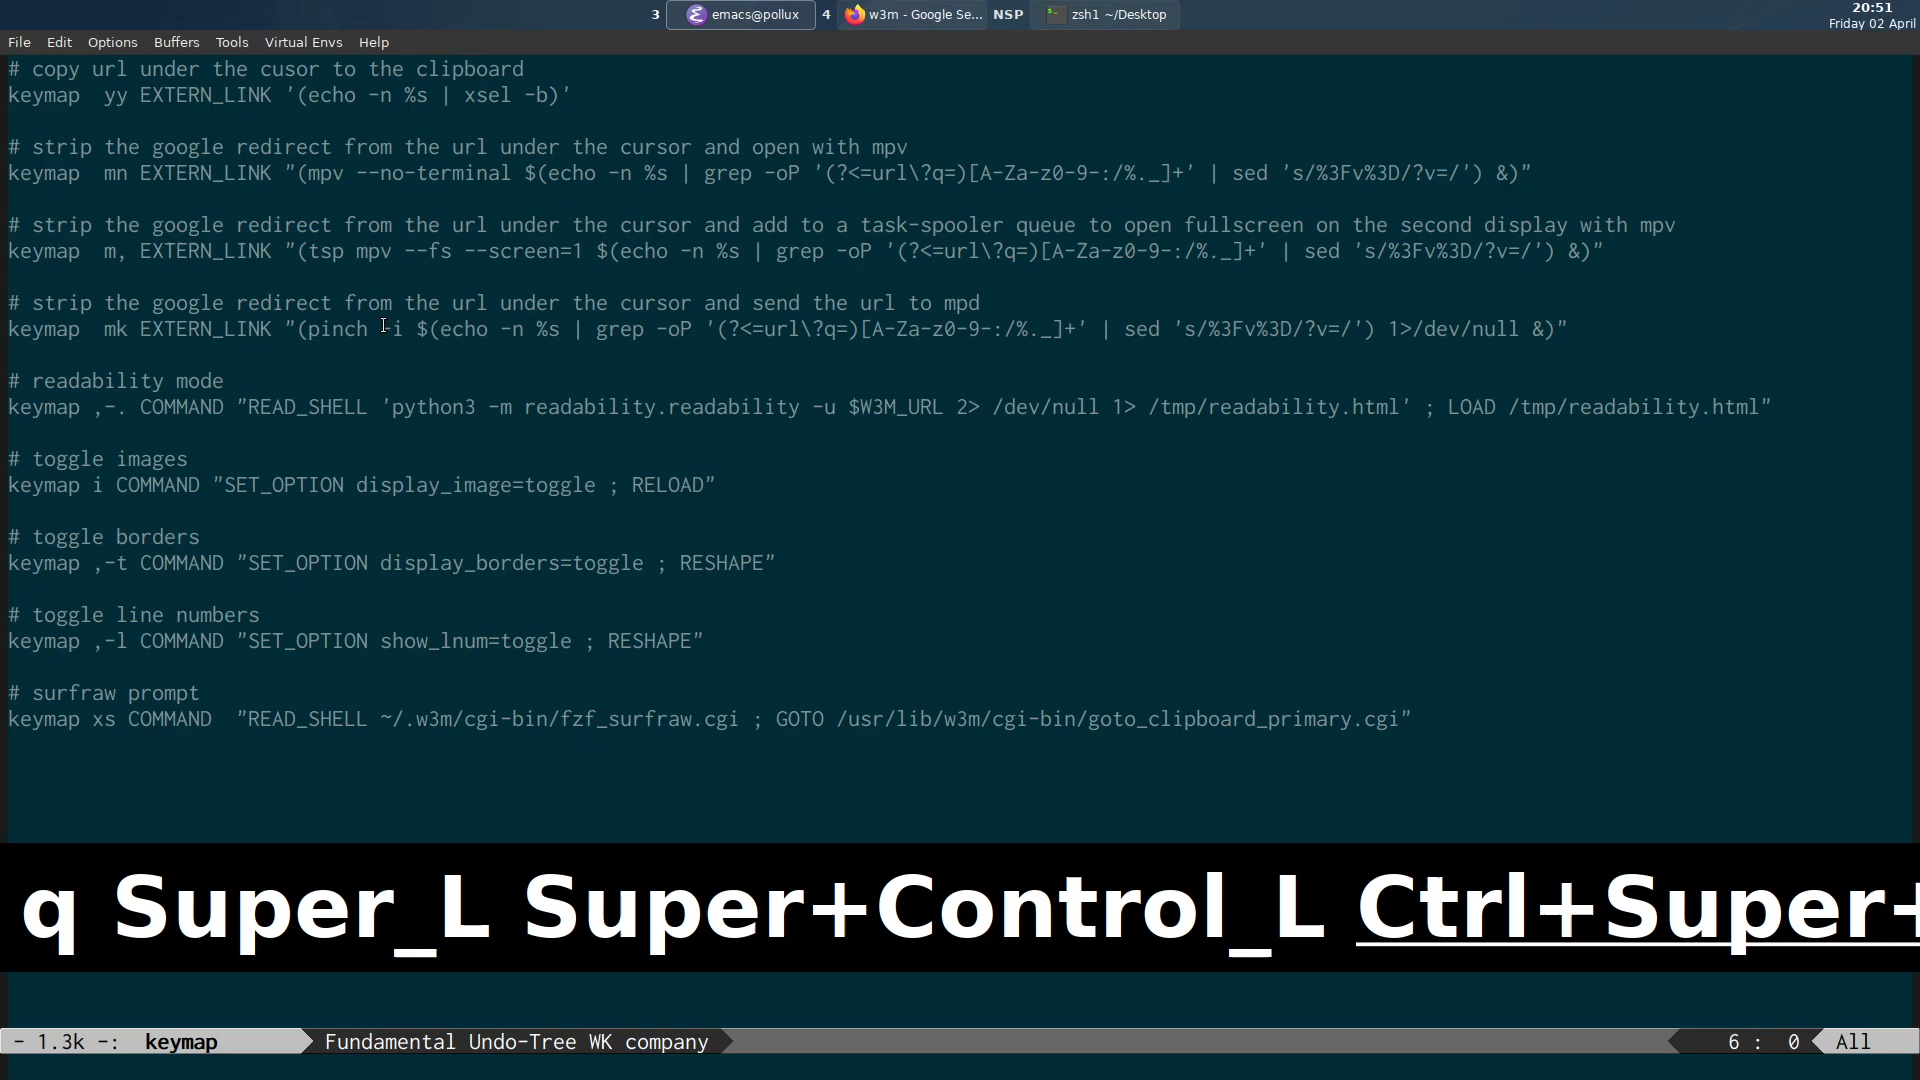 3 emacs@pollux 4 w3m - Google Se... NSP zsh1 ~/Desktop 20:51
Friday 02 April
File Edit Options Buffers Tools Virtual Envs Help
# copy url under the cusor to the clipboard
keymap  yy EXTERN_LINK '(echo -n %s | xsel -b)'
# strip the google redirect from the url under the cursor and open with mpv
keymap  mn EXTERN_LINK "(mpv --no-terminal $(echo -n %s | grep -oP '(?<=url\?q=)[A-Za-z0-9-:/%._]+' | sed 's/%3Fv%3D/?v=/') &)"
# strip the google redirect from the url under the cursor and add to a task-spooler queue to open fullscreen on the second display with mpv
keymap  m, EXTERN_LINK "(tsp mpv --fs --screen=1 $(echo -n %s | grep -oP '(?<=url\?q=)[A-Za-z0-9-:/%._]+' | sed 's/%3Fv%3D/?v=/') &)"
# strip the google redirect from the url under the cursor and send the url to mpd
keymap  mk EXTERN_LINK "(pinch -i $(echo -n %s | grep -oP '(?<=url\?q=)[A-Za-z0-9-:/%._]+' | sed 's/%3Fv%3D/?v=/') 1>/dev/null &)"
# readability mode
keymap ,-. COMMAND "READ_SHELL 'python3 -m readability.readability -u $W3M_URL 2> /dev/null 1> /tmp/readability.html' ; LOAD /tmp/readability.html"
# toggle images
keymap i COMMAND "SET_OPTION display_image=toggle ; RELOAD"
# toggle borders
keymap ,-t COMMAND "SET_OPTION display_borders=toggle ; RESHAPE"
# toggle line numbers
keymap ,-l COMMAND "SET_OPTION show_lnum=toggle ; RESHAPE"
# surfraw prompt
keymap xs COMMAND  "READ_SHELL ~/.w3m/cgi-bin/fzf_surfraw.cgi ; GOTO /usr/lib/w3m/cgi-bin/goto_clipboard_primary.cgi"
q Super_L Super+Control_L Ctrl+Super+
- 1.3k -: keymap Fundamental Undo-Tree WK company 6 : 0 All